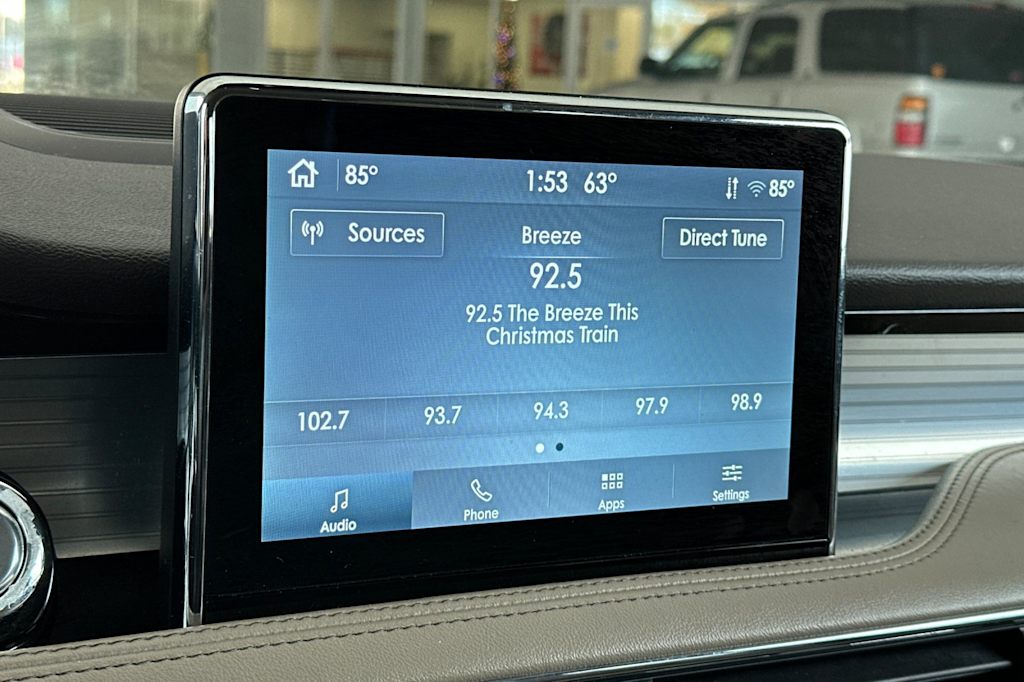 85°
1:53 63°
85°
Sources
Breeze
Direct Tune
92.5
92.5 The Breeze This
Christmas Train
102.7
93.7
94.3
97.9
98.9
Audio
Phone
Apps
Settings